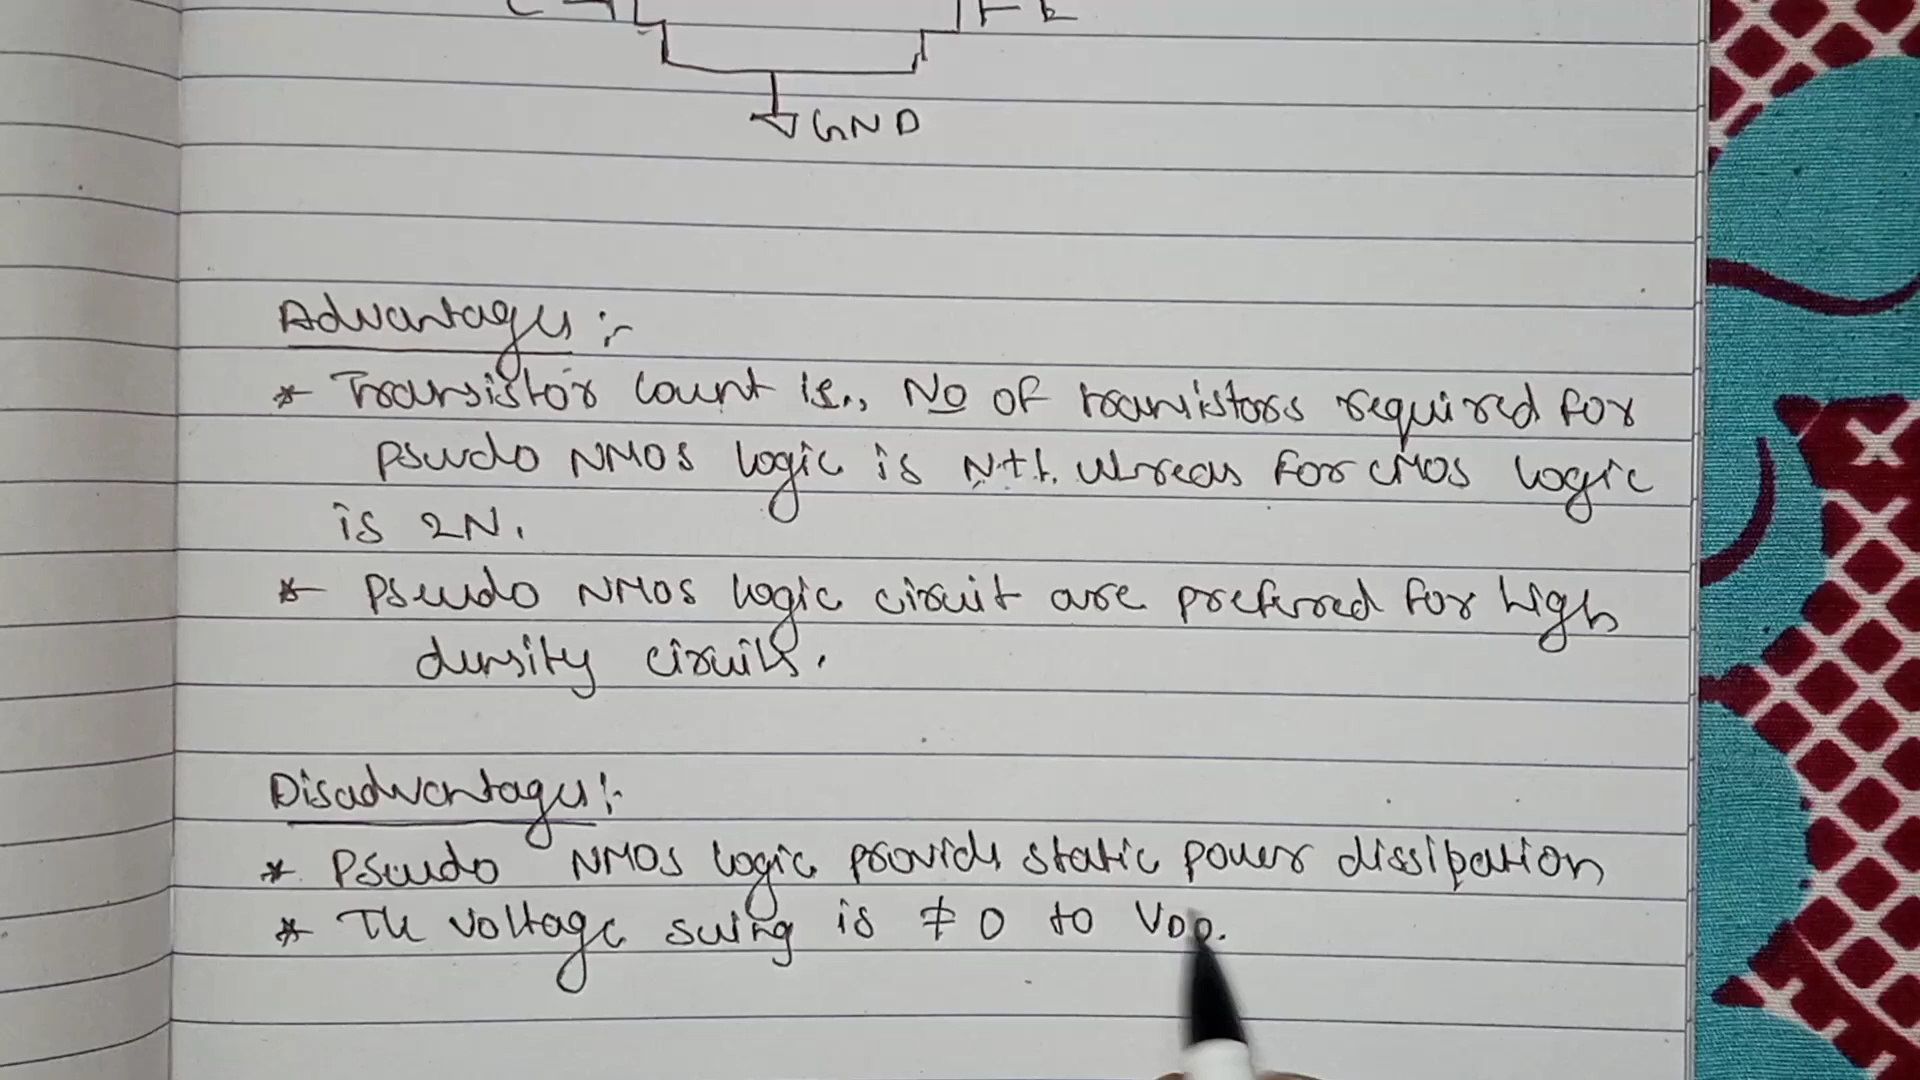 GND
Advantages :-
* Transistor count ie., No of transistors required for
Pseudo NMOS logic is N+1. whereas for CMOS logic
is 2N.
* Pseudo NMOS logic circuit are preferred for high
density circuits.
Disadvantages :-
* Pseudo NMOS logic provides static power dissipation
* The voltage swing is ≠ 0 to VDD.